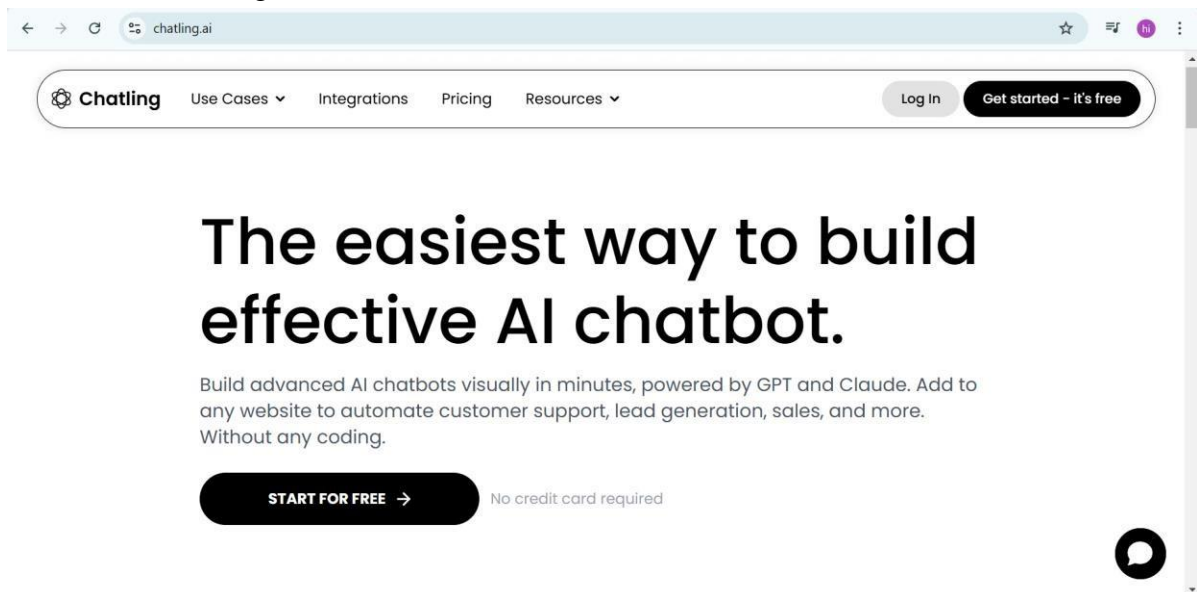 chatling.ai
hi
Chatling Use Cases Integrations Pricing Resources Log In Get started - it's free
The easiest way to build
effective AI chatbot.
Build advanced AI chatbots visually in minutes, powered by GPT and Claude. Add to
any website to automate customer support, lead generation, sales, and more.
Without any coding.
START FOR FREE → No credit card required